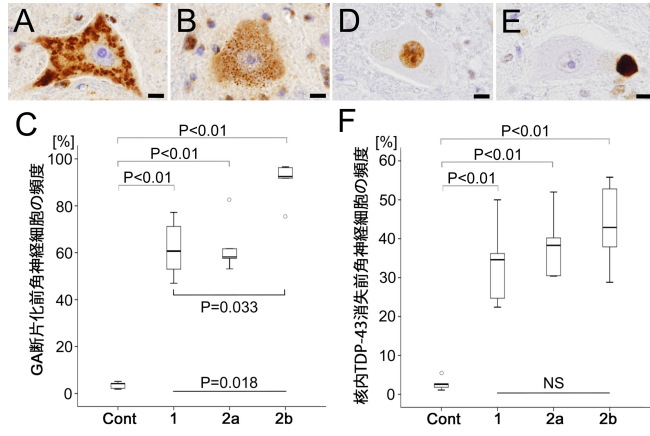 A
B
D
E
C
[%]
P<0.01
P<0.01
P<0.01
100
80
60
40
20
0
P=0.033
P=0.018
Cont 1 2a 2b
GA断片化前角神経細胞の頻度
F
[%]
P<0.01
P<0.01
P<0.01
60
50
40
30
20
10
0
NS
Cont 1 2a 2b
核内TDP-43消失前角神経細胞の頻度